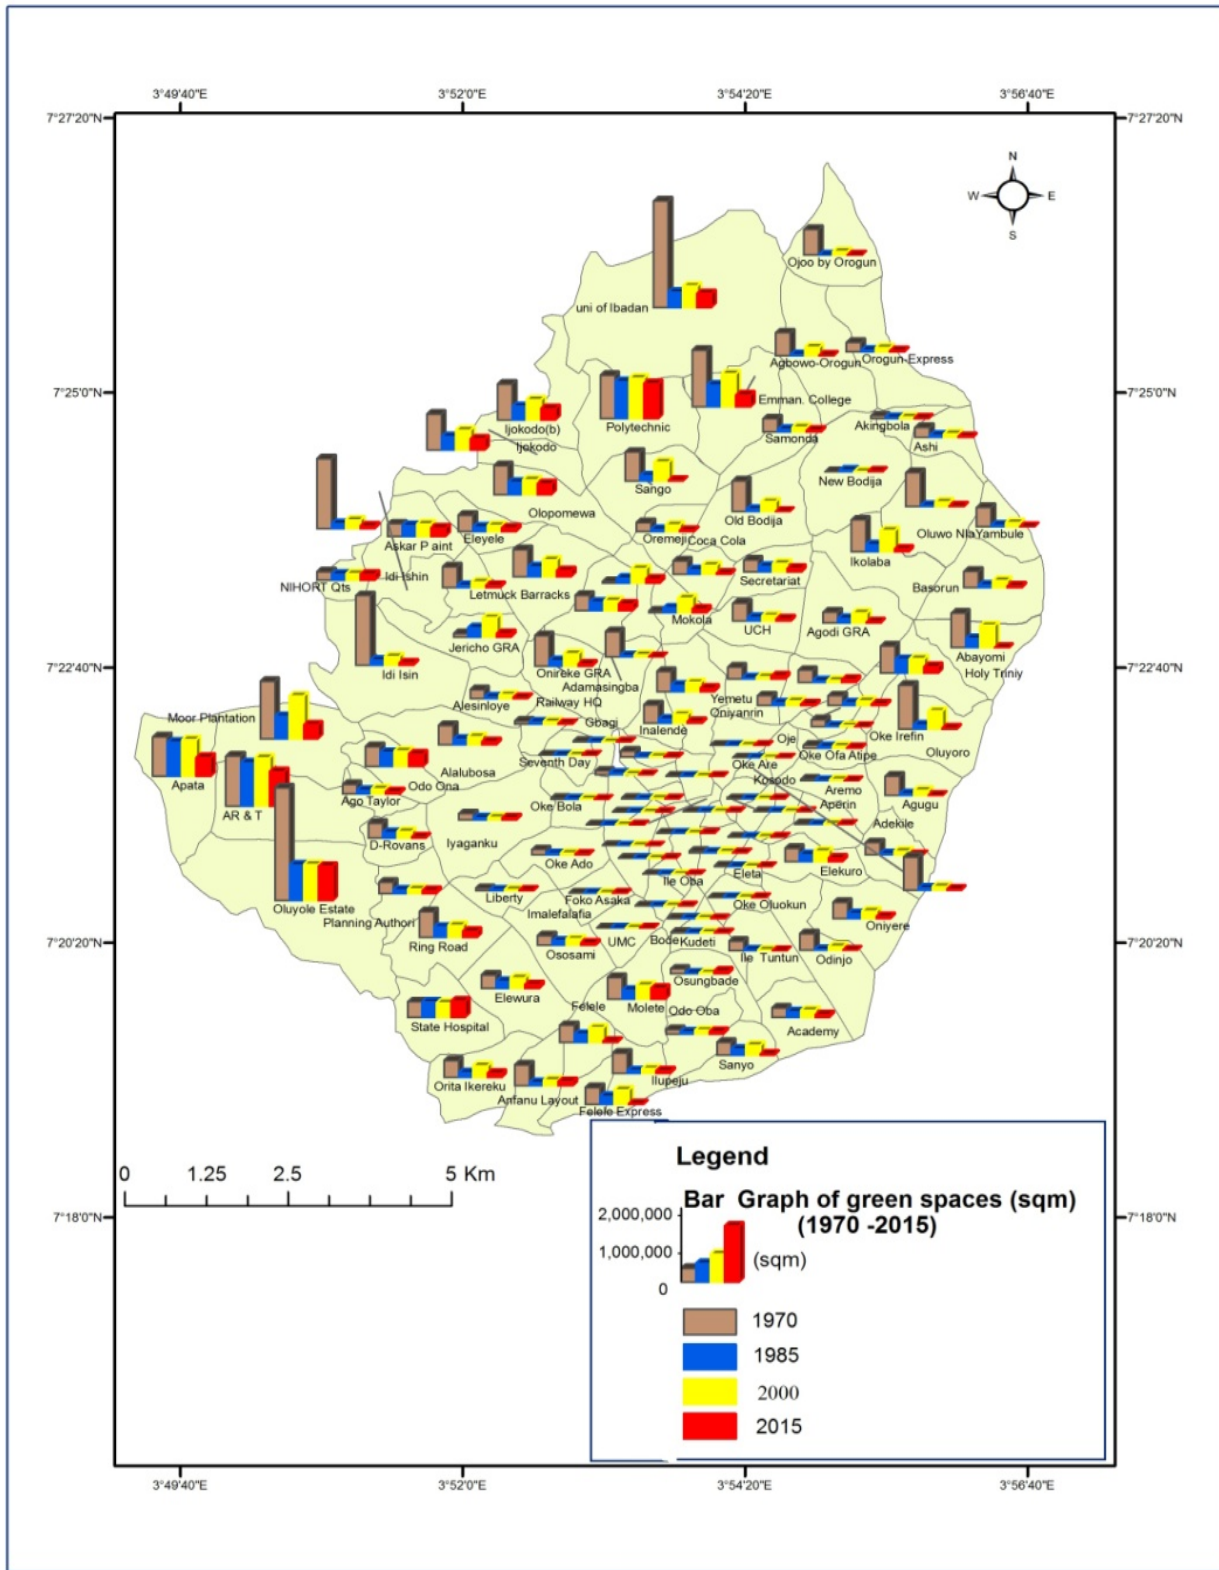 3°49'40"E
3°52'0"E
3°54'20"E
3°56'40"E
7°27'20"N
7°27'20"N
N
W
E
S
Ojoo by Orogun
uni of Ibadan
Agbowo-Orogun
Orogun-Express
7°25'0"N
7°25'0"N
Emman. College
Ijokodo(b)
Polytechnic
Akingbola
Samonda
Ashi
Ijokodo
New Bodija
Sango
Olopomewa
Old Bodija
Oluwo Nla
Yambule
Oremeji
Coca Cola
Eleyele
Askar P aint
Ikolaba
Idi-Ishin
Secretariat
NIHORT Qts
Letmuck Barracks
Basorun
Mokola
UCH
Agodi GRA
Jericho GRA
Abayomi
7°22'40"N
7°22'40"N
Idi Isin
Onireke GRA
Holy Triniy
Adamasingba
Alesinloye
Railway HQ
Yemetu
Oniyanrin
Moor Plantation
Gbagi
Inalende
Oje
Oke Irefin
Oluyoro
Oke Ofa Atipe
Seventh Day
Oke Are
Alalubosa
Apata
Odo Ona
Kosodo
Aremo
Ago Taylor
Oke Bola
Aperin
Agugu
AR & T
Adekile
D-Rovans
Iyaganku
Oke Ado
Eleta
Elekuro
Ile Oba
Oluyole Estate
Liberty
Foko Asaka
Oke Oluokun
Imalefalafia
Planning Authori
Oniyere
7°20'20"N
7°20'20"N
Ring Road
Ososami
UMC
Bode
Kudeti
Ile Tuntun
Odinjo
Osungbade
Elewura
Felele
Molete
Odo Oba
State Hospital
Academy
Sanyo
Orita Ikereku
Ilupeju
Anfanu Layout
Felele Express
0
1.25
2.5
5 Km
Legend
Bar Graph of green spaces (sqm)
(1970 -2015)
2,000,000
1,000,000
(sqm)
0
1970
1985
2000
2015
7°18'0"N
7°18'0"N
3°49'40"E
3°52'0"E
3°54'20"E
3°56'40"E